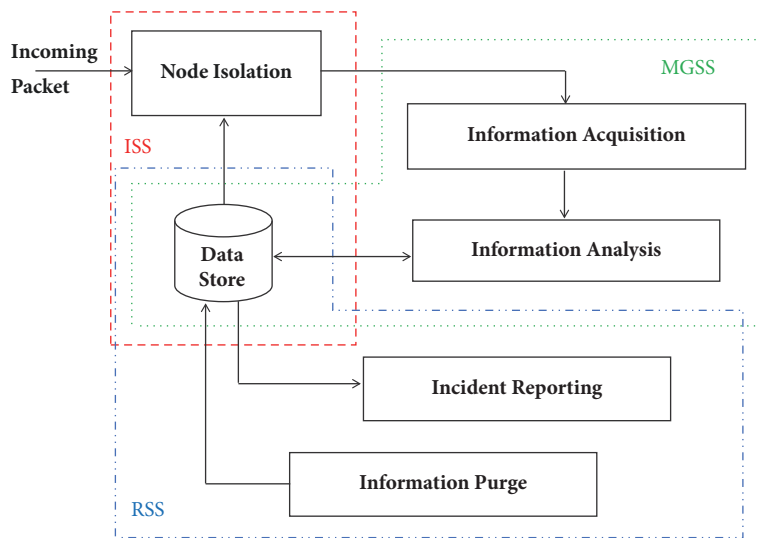 Incoming
Packet
Node Isolation
MGSS
Information Acquisition
ISS
Data
Store
Information Analysis
Incident Reporting
Information Purge
RSS